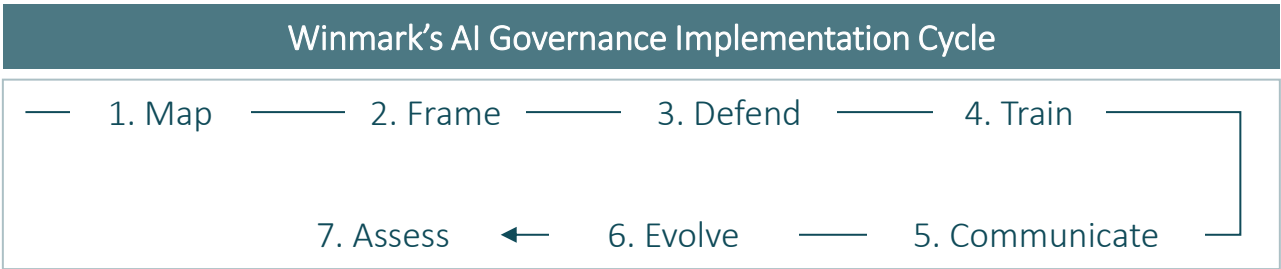 Winmark’s AI Governance Implementation Cycle
1. Map 2. Frame 3. Defend 4. Train
7. Assess 6. Evolve 5. Communicate